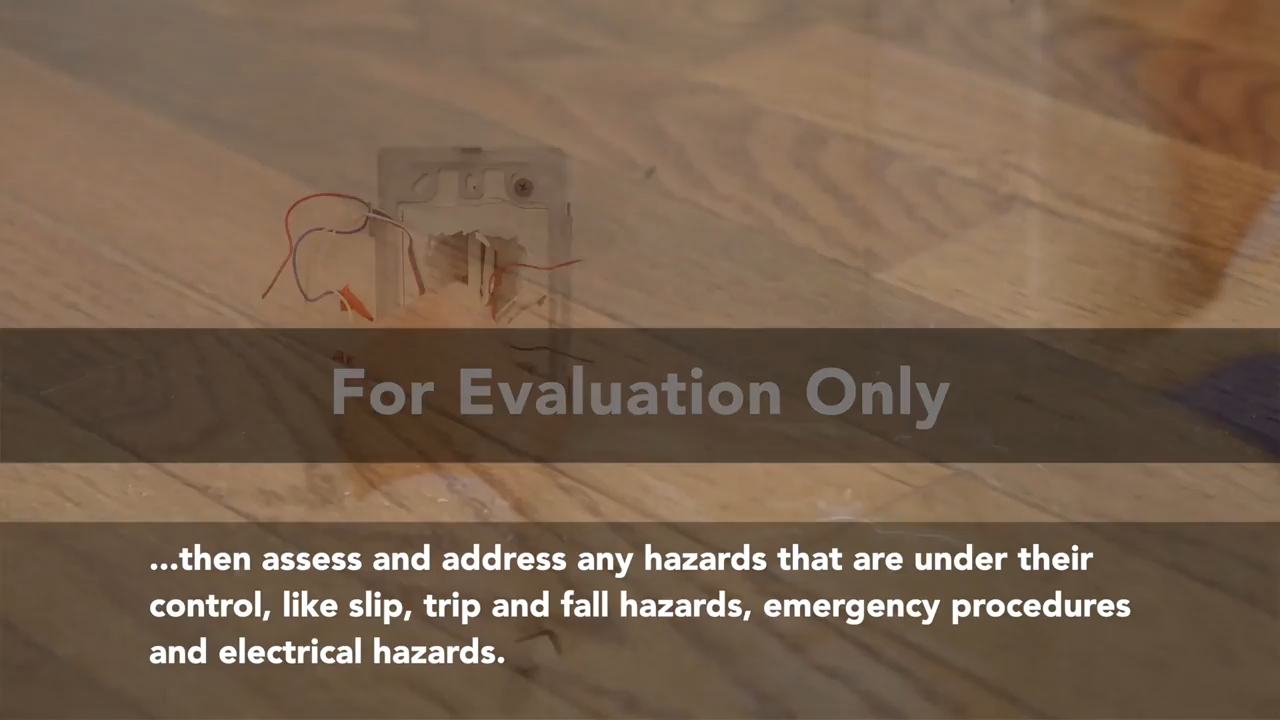 For Evaluation Only
...then assess and address any hazards that are under their
control, like slip, trip and fall hazards, emergency procedures
and electrical hazards.